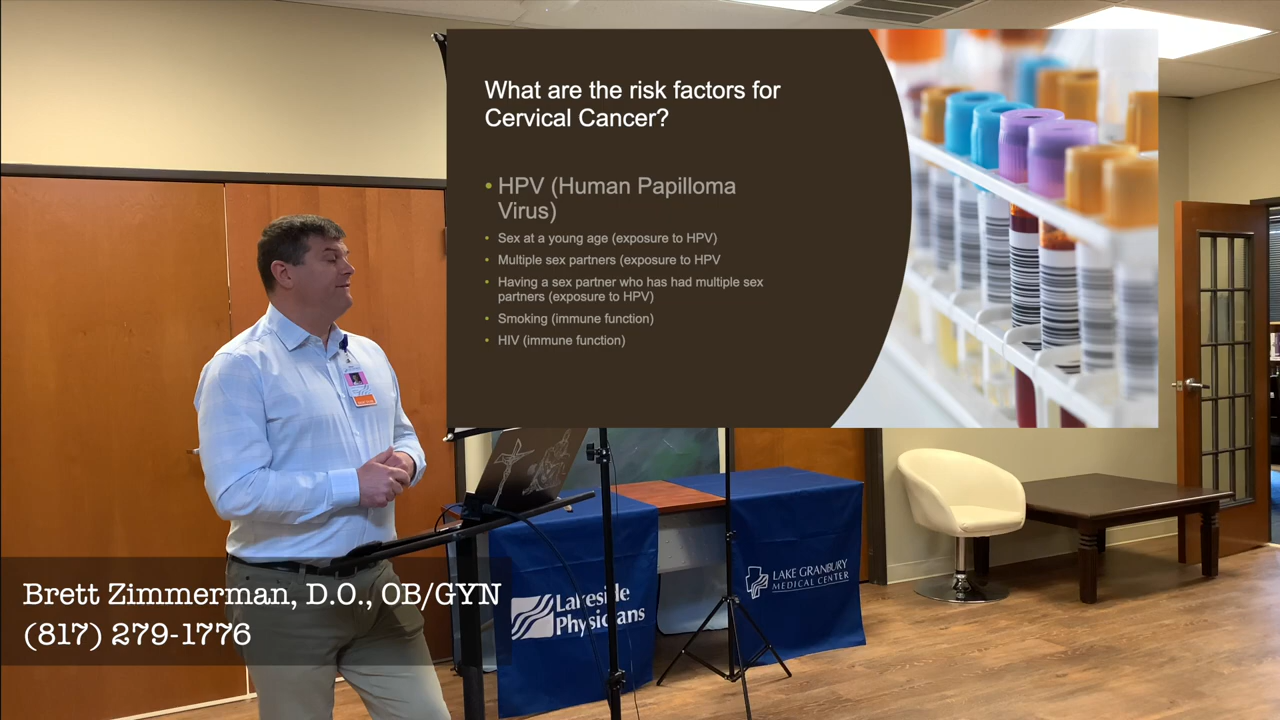 What are the risk factors for
Cervical Cancer?
• HPV (Human Papilloma
Virus)
• Sex at a young age (exposure to HPV)
• Multiple sex partners (exposure to HPV
• Having a sex partner who has had multiple sex
partners (exposure to HPV)
• Smoking (immune function)
• HIV (immune function)
Brett Zimmerman, D.O., OB/GYN
(817) 279-1776
Lakeside
Physicians
LAKE GRANBURY
MEDICAL CENTER